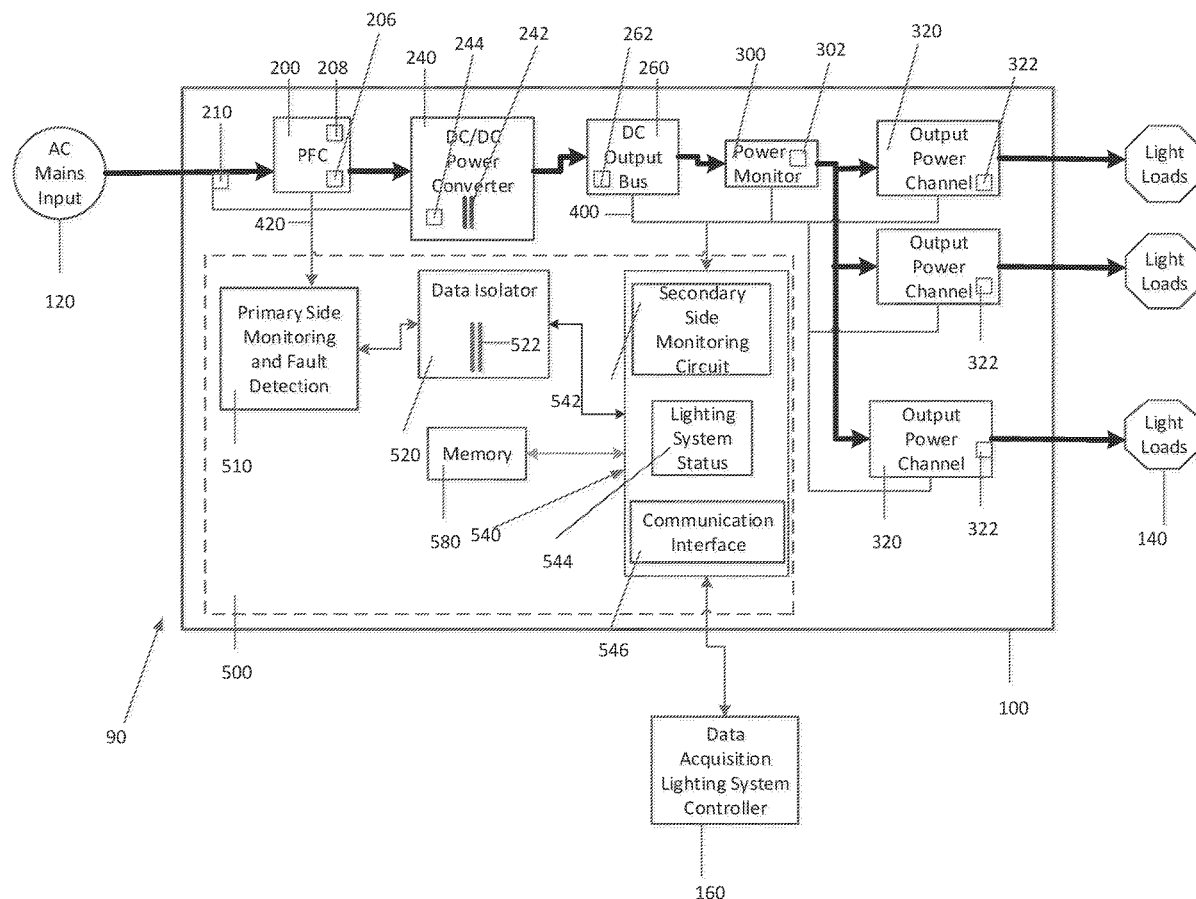 206
244
242
200
208
240
262
260
300
302
320
322
210
AC
Mains
Input
PFC
DC/DC
Power
Converter
DC
Output
Bus
Power
Monitor
Output
Power
Channel
Light
Loads
420
400
120
Primary Side
Monitoring
and Fault
Detection
Data Isolator
522
Secondary
Side
Monitoring
Circuit
Output
Power
Channel
322
Light
Loads
542
510
520
Memory
Lighting
System
Status
Output
Power
Channel
Light
Loads
580
540
544
Communication
Interface
320
322
140
500
546
90
100
Data
Acquisition
Lighting System
Controller
160